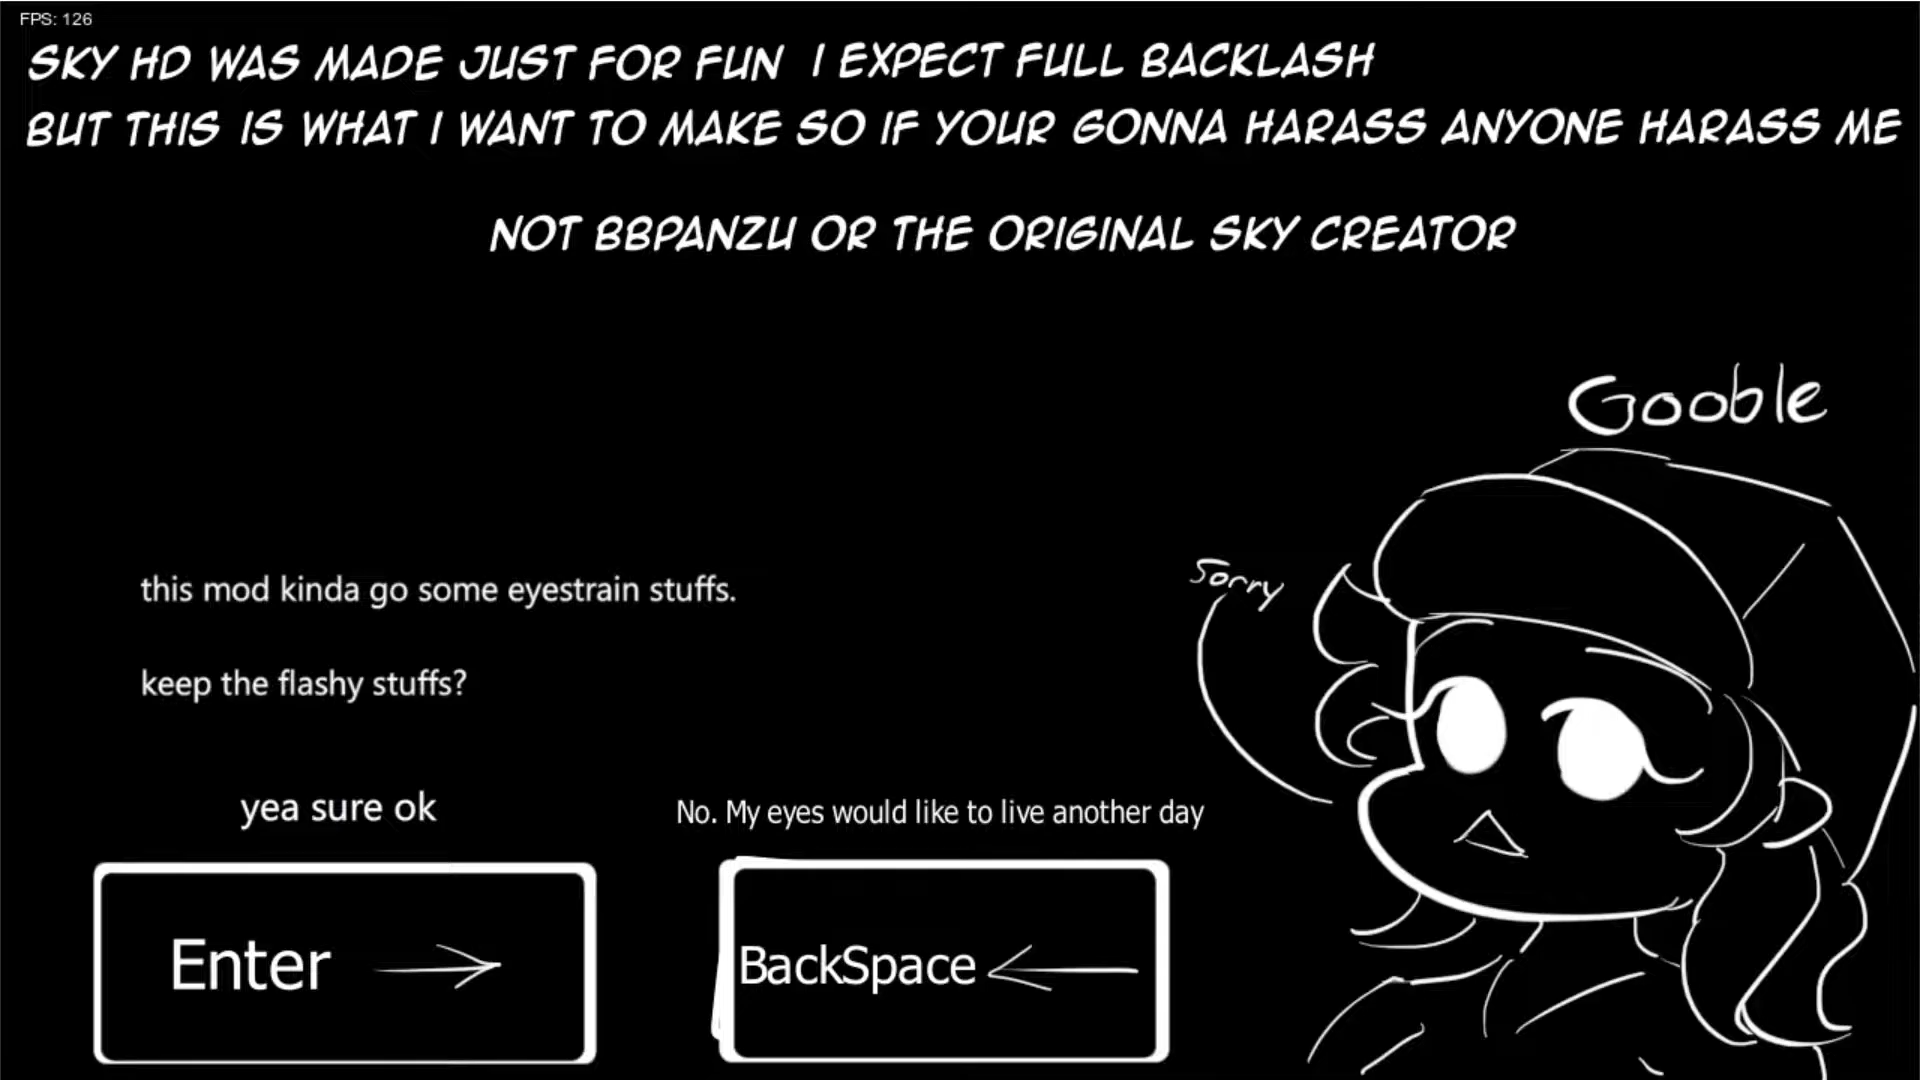 FPS: 126
SKY HD WAS MADE JUST FOR FUN I EXPECT FULL BACKLASH
BUT THIS IS WHAT I WANT TO MAKE SO IF YOUR GONNA HARASS ANYONE HARASS ME
NOT BBPANZU OR THE ORIGINAL SKY CREATOR
Gooble
Sorry
this mod kinda go some eyestrain stuffs.
keep the flashy stuffs?
yea sure ok
No. My eyes would like to live another day
Enter
BackSpace